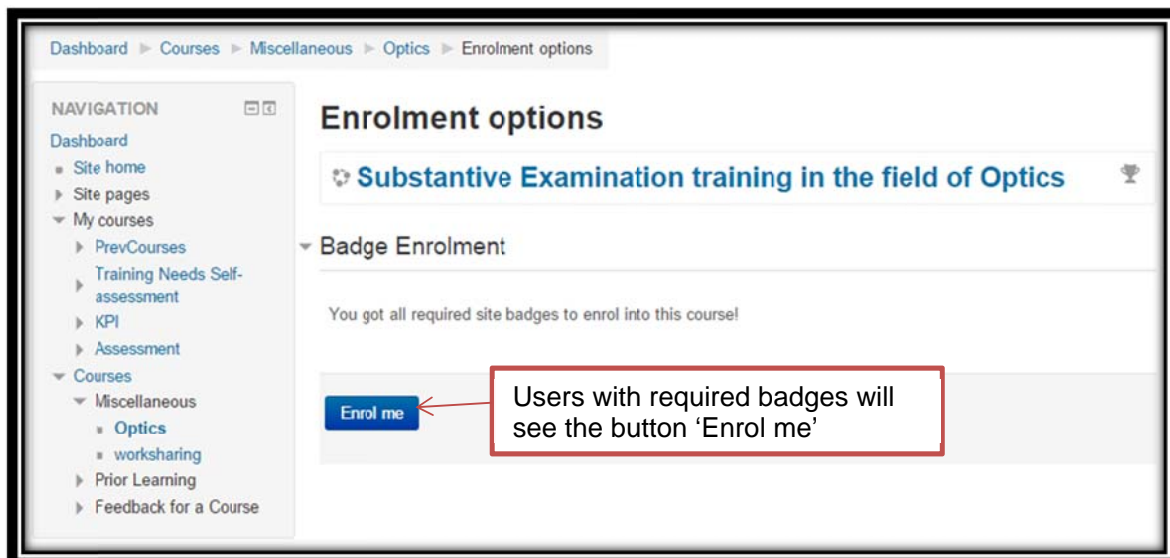 Dashboard ▶ Courses ▶ Miscellaneous ▶ Optics ▶ Enrolment options
NAVIGATION
Dashboard
Site home
Site pages
My courses
PrevCourses
Training Needs Self-
assessment
KPI
Assessment
Courses
Miscellaneous
Optics
worksharing
Prior Learning
Feedback for a Course
Enrolment options
Substantive Examination training in the field of Optics
Badge Enrolment
You got all required site badges to enrol into this course!
Enrol me
Users with required badges will
see the button ‘Enrol me’